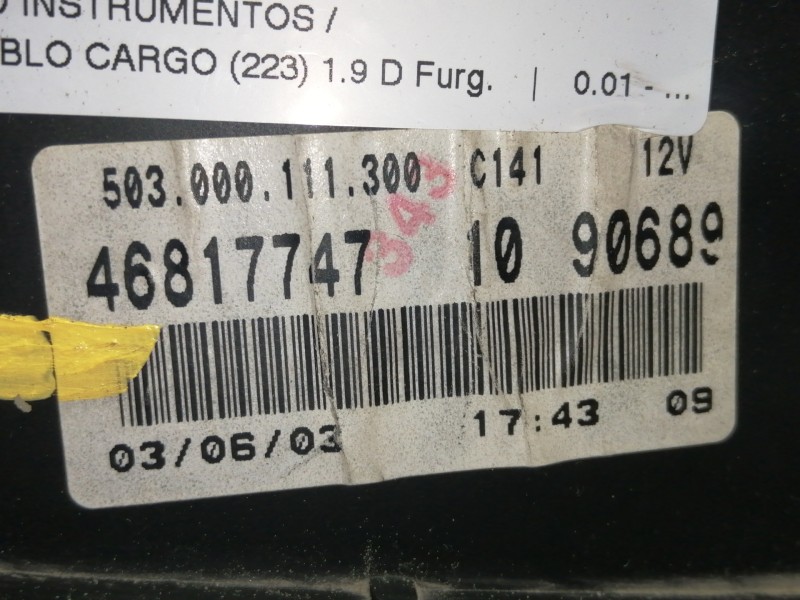 INSTRUMENTOS /
BLO CARGO (223) 1.9 D Furg. | 0.01 - ...
503.000.111.300 C141 12V
343
46817747 10 90689
03/06/03 17:43 09